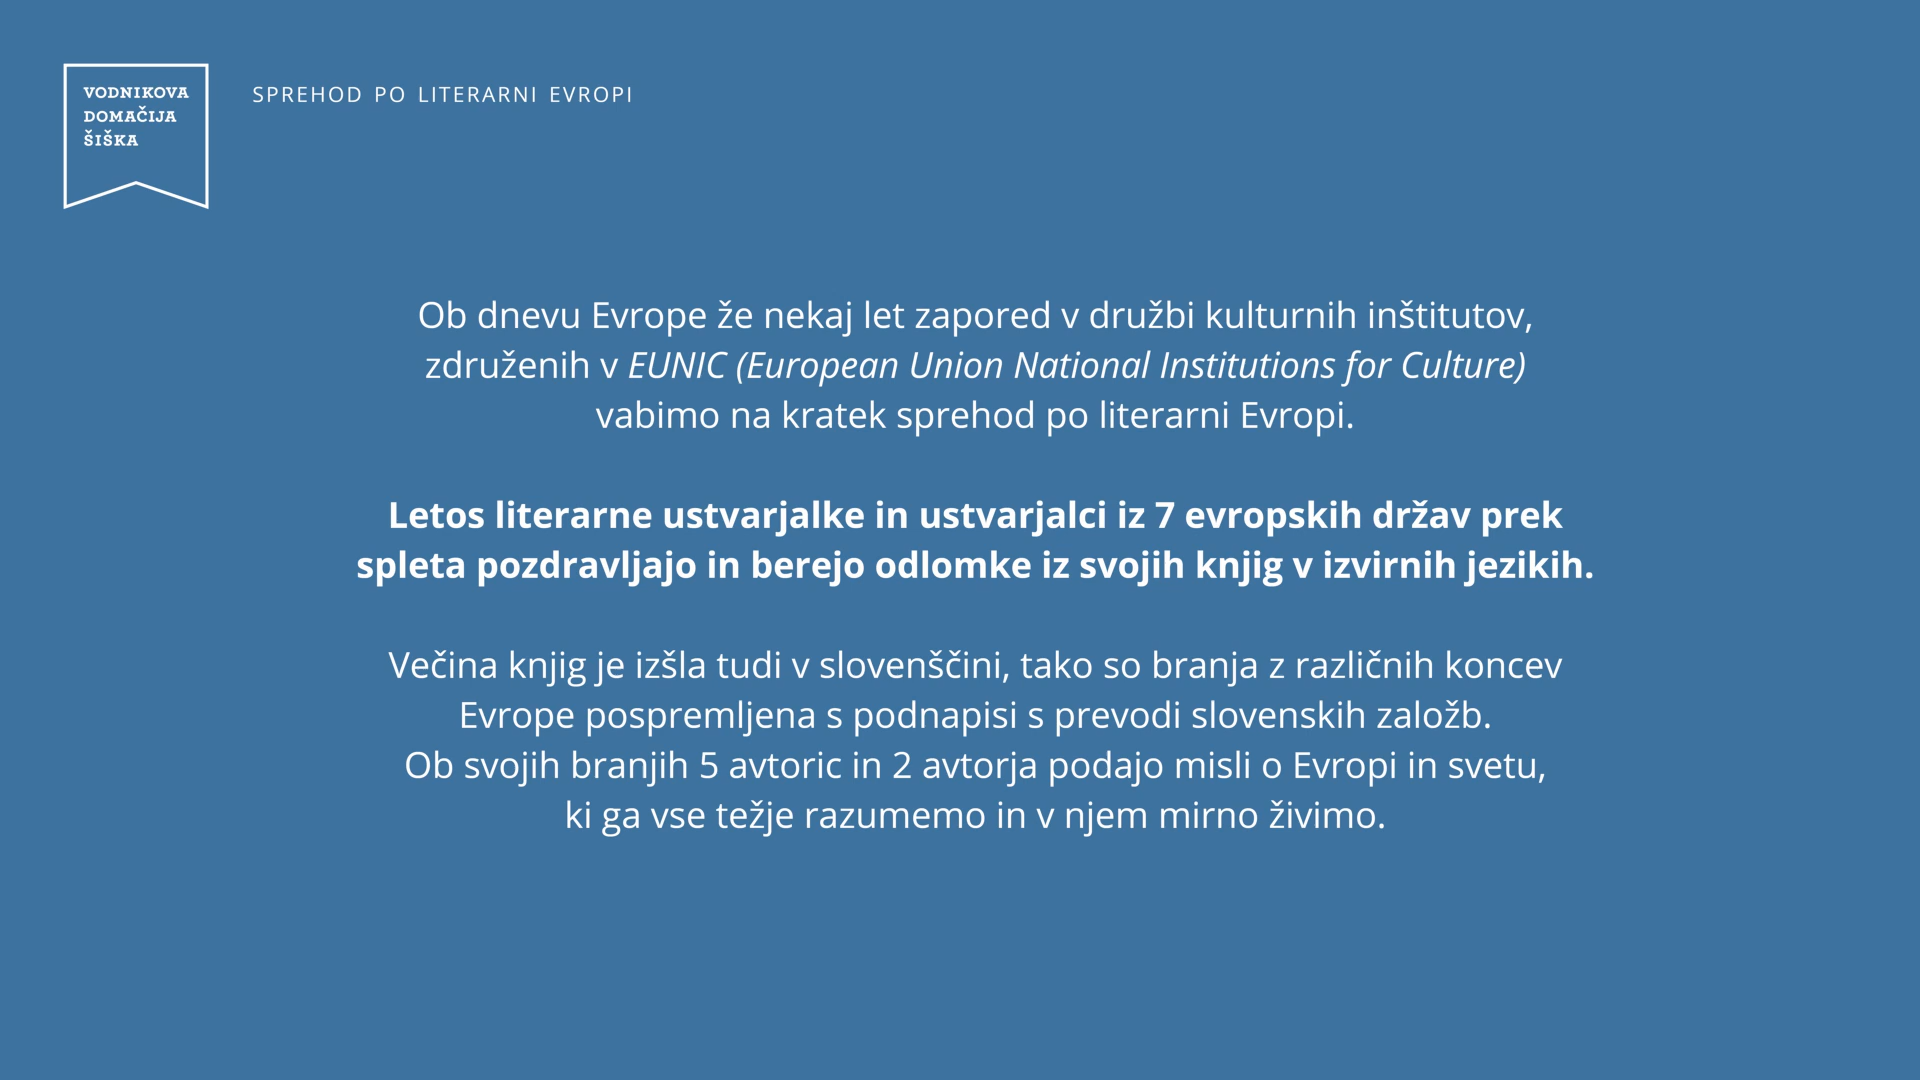 VODNIKOVA
DOMAČIJA
ŠIŠKA
SPREHOD PO LITERARNI EVROPI
Ob dnevu Evrope že nekaj let zapored v družbi kulturnih inštitutov,
združenih v EUNIC (European Union National Institutions for Culture)
vabimo na kratek sprehod po literarni Evropi.
Letos literarne ustvarjalke in ustvarjalci iz 7 evropskih držav prek
spleta pozdravljajo in berejo odlomke iz svojih knjig v izvirnih jezikih.
Večina knjig je izšla tudi v slovenščini, tako so branja z različnih koncev
Evrope pospremljena s podnapisi s prevodi slovenskih založb.
Ob svojih branjih 5 avtoric in 2 avtorja podajo misli o Evropi in svetu,
ki ga vse težje razumemo in v njem mirno živimo.